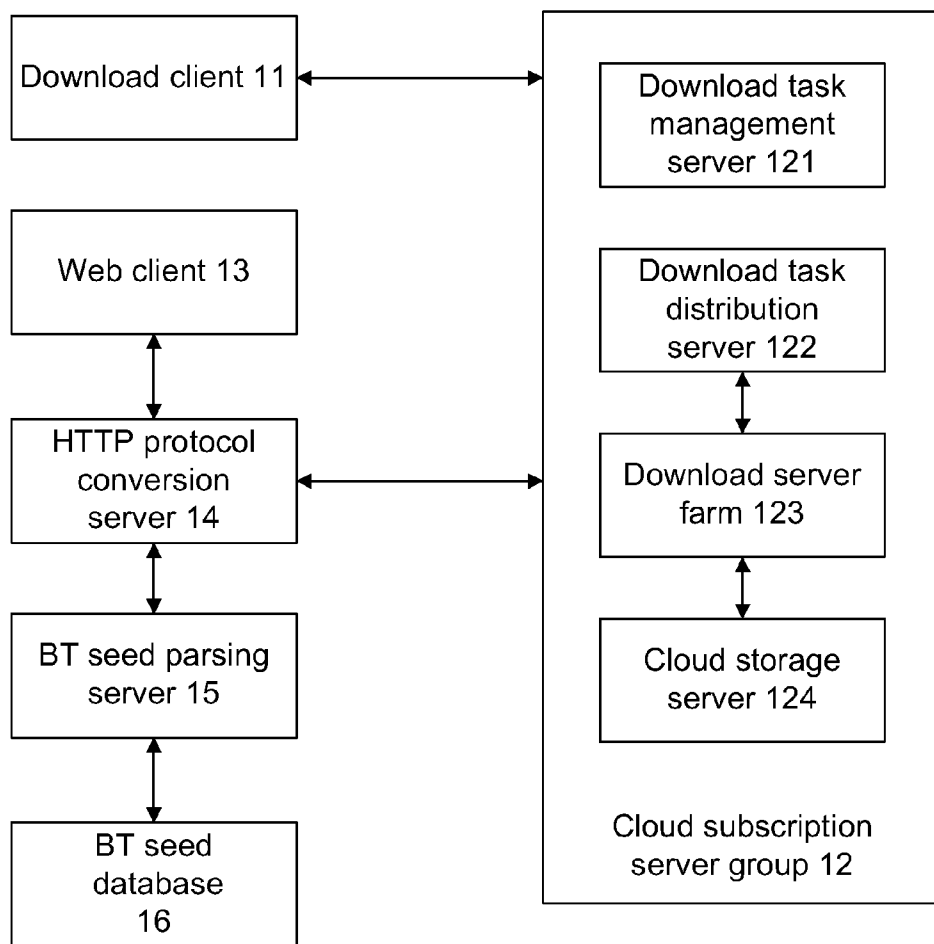 Download client 11
Web client 13
HTTP protocol
conversion
server 14
BT seed parsing
server 15
BT seed
database
16
Download task
management
server 121
Download task
distribution
server 122
Download server
farm 123
Cloud storage
server 124
Cloud subscription
server group 12